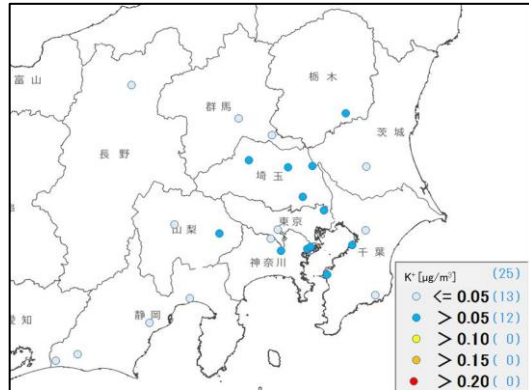 富山
栃木
群馬
茨城
長野
埼玉
東京
山梨
千葉
神奈川
静岡
愛知
K⁺ [μg/m³] (25)
<= 0.05 (13)
> 0.05 (12)
> 0.10 ( 0)
> 0.15 ( 0)
> 0.20 ( 0)